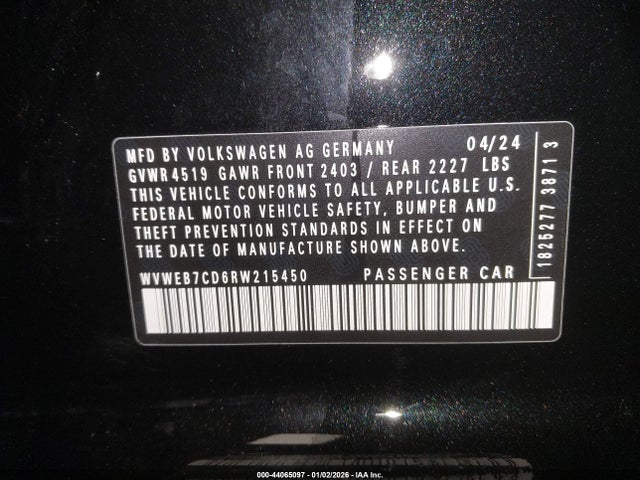 MFD BY VOLKSWAGEN AG GERMANY 04/24
GVWR 4519 GAWR FRONT 2403 / REAR 2227 LBS
THIS VEHICLE CONFORMS TO ALL APPLICABLE U.S.
FEDERAL MOTOR VEHICLE SAFETY, BUMPER AND
THEFT PREVENTION STANDARDS IN EFFECT ON
THE DATE OF MANUFACTURE SHOWN ABOVE.
WVWEB7CD6RW215450 PASSENGER CAR
1825277 3871 3
000-44065097 - 01/02/2026 - IAA Inc.